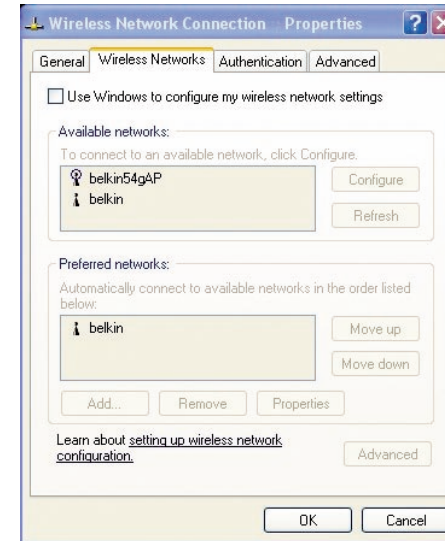 Wireless Network Connection Properties
General Wireless Networks Authentication Advanced
Use Windows to configure my wireless network settings
Available networks:
To connect to an available network, click Configure.
belkin54gAP
belkin
Configure
Refresh
Preferred networks:
Automatically connect to available networks in the order listed
below:
belkin
Move up
Move down
Add... Remove Properties
Learn about setting up wireless network
configuration.
Advanced
OK Cancel